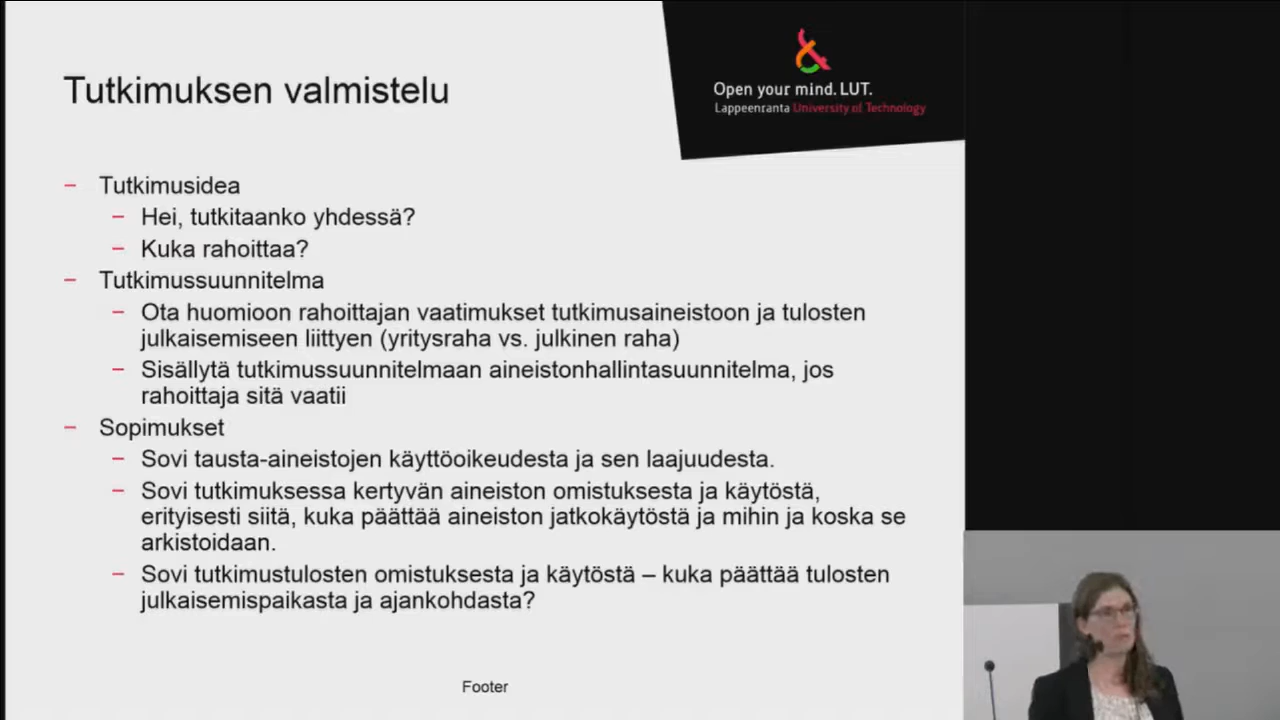 Tutkimuksen valmistelu
Open your mind. LUT.
Lappeenranta University of Technology
– Tutkimusidea
– Hei, tutkitaanko yhdessä?
– Kuka rahoittaa?
– Tutkimussuunnitelma
– Ota huomioon rahoittajan vaatimukset tutkimusaineistoon ja tulosten
julkaisemiseen liittyen (yritysraha vs. julkinen raha)
– Sisällytä tutkimussuunnitelmaan aineistonhallintasuunnitelma, jos
rahoittaja sitä vaatii
– Sopimukset
– Sovi tausta-aineistojen käyttöoikeudesta ja sen laajuudesta.
– Sovi tutkimuksessa kertyvän aineiston omistuksesta ja käytöstä,
erityisesti siitä, kuka päättää aineiston jatkokäytöstä ja mihin ja koska se
arkistoidaan.
– Sovi tutkimustulosten omistuksesta ja käytöstä – kuka päättää tulosten
julkaisemispaikasta ja ajankohdasta?
Footer